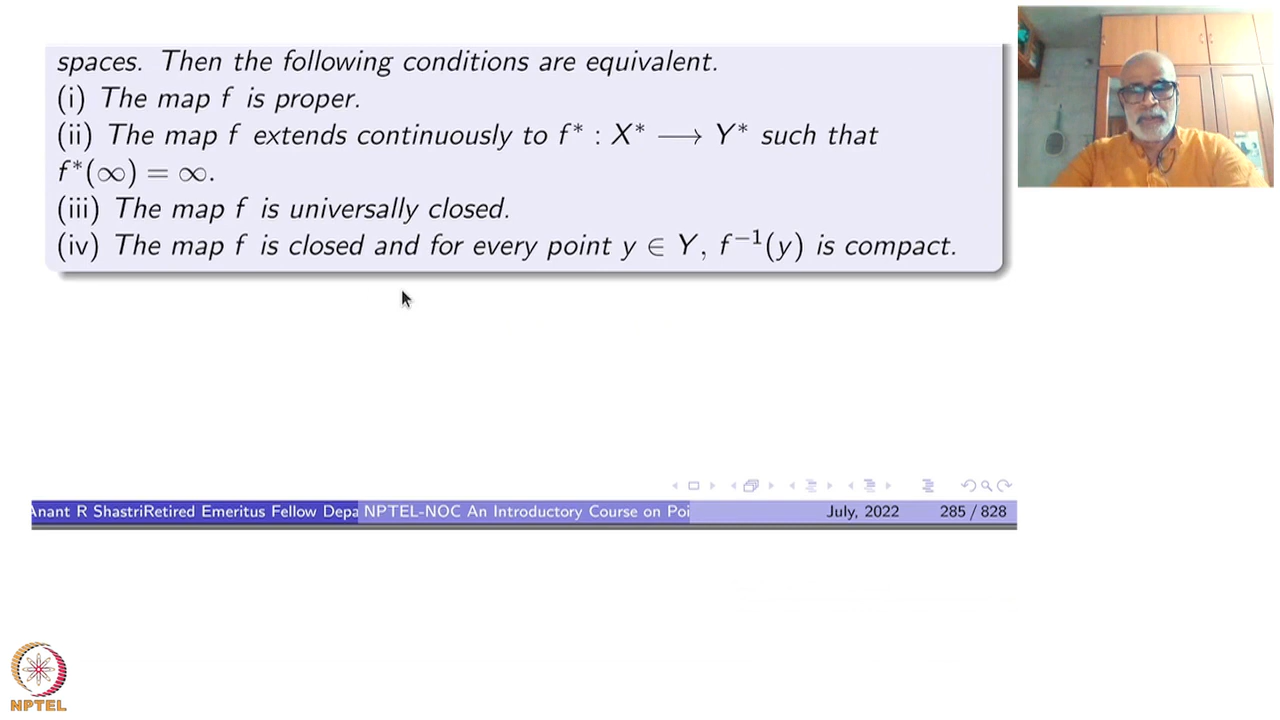 spaces. Then the following conditions are equivalent.
(i) The map f is proper.
(ii) The map f extends continuously to f* : X* ⟶ Y* such that
f*(∞) = ∞.
(iii) The map f is universally closed.
(iv) The map f is closed and for every point y ∈ Y, f⁻¹(y) is compact.
Anant R ShastriRetired Emeritus Fellow Depa NPTEL-NOC An Introductory Course on Poi July, 2022 285 / 828
NPTEL